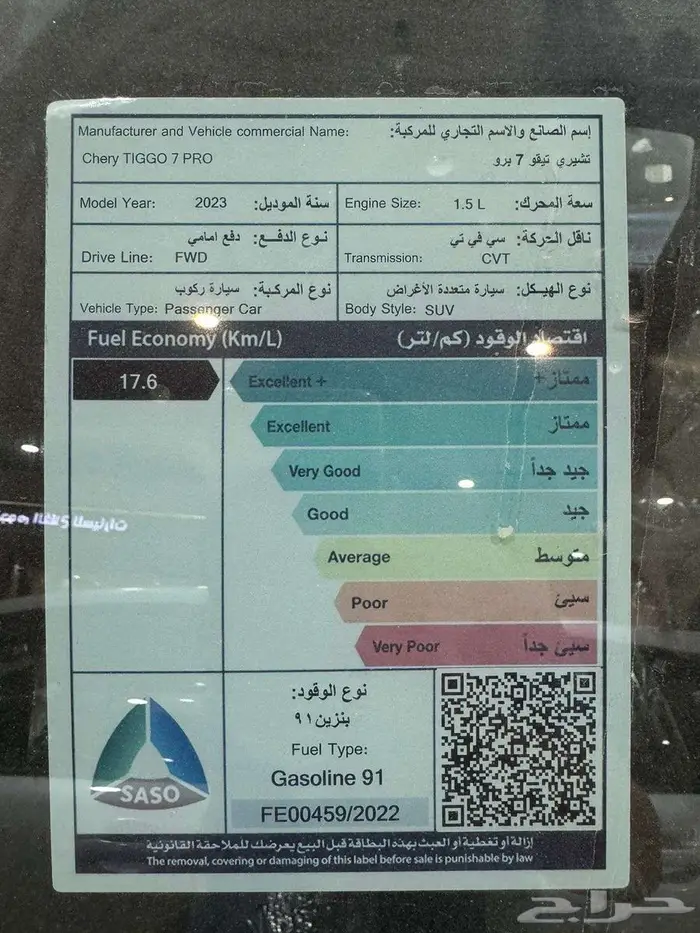 Manufacturer and Vehicle commercial Name: إسم الصانع والاسم التجاري للمركبة:
Chery TIGGO 7 PRO تشيري تيقو 7 برو
Model Year: 2023 سنة الموديل:
Engine Size: 1.5 L سعة المحرك:
نوع الدفع: دفع امامي
Drive Line: FWD
ناقل الحركة: سي في تي
Transmission: CVT
نوع المركبة: سيارة ركوب
Vehicle Type: Passenger Car
نوع الهيكل: سيارة متعددة الأغراض
Body Style: SUV
Fuel Economy (Km/L) اقتصاد الوقود (كم/لتر)
17.6
Excellent + ممتاز+
Excellent ممتاز
Very Good جيد جداً
Good جيد
Average متوسط
Poor سيئ
Very Poor سيئ جداً
SASO
نوع الوقود:
بنزين ٩١
Fuel Type:
Gasoline 91
FE00459/2022
إزالة أو تغطية أو العبث بهذه البطاقة قبل البيع يعرضك للملاحقة القانونية
The removal, covering or damaging of this label before sale is punishable by law
حراج